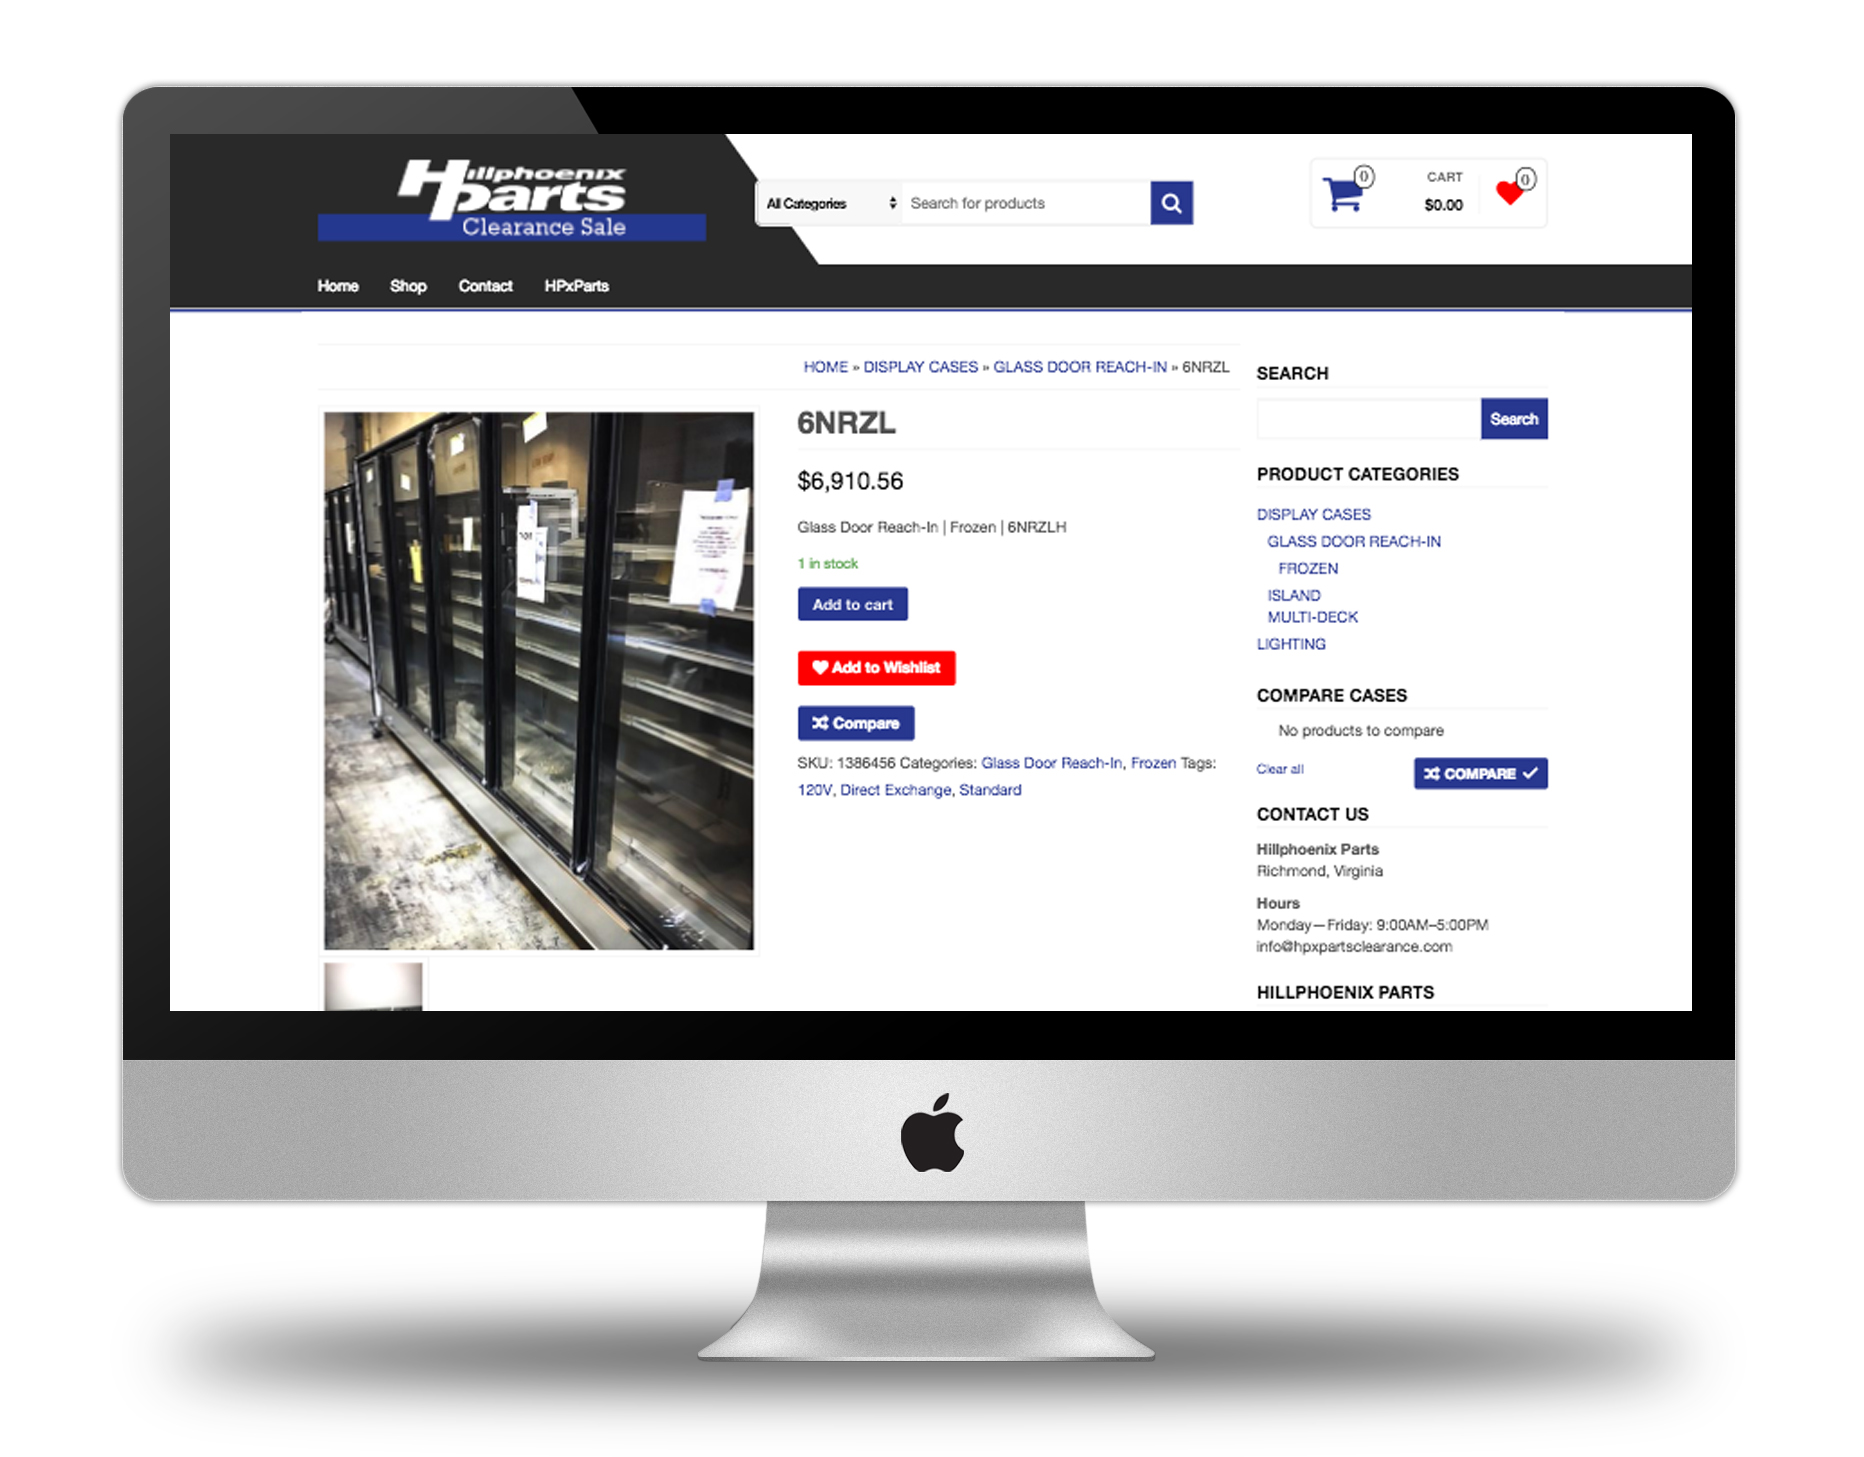 Hillphoenix
Parts
Clearance Sale
All Categories
Search for products
0
CART
$0.00
0
Home
Shop
Contact
HPxParts
HOME » DISPLAY CASES » GLASS DOOR REACH-IN » 6NRZL
6NRZL
$6,910.56
Glass Door Reach-In | Frozen | 6NRZLH
1 in stock
Add to cart
Add to Wishlist
Compare
SKU: 1386456 Categories: Glass Door Reach-In, Frozen Tags:
120V, Direct Exchange, Standard
SEARCH
Search
PRODUCT CATEGORIES
DISPLAY CASES
GLASS DOOR REACH-IN
FROZEN
ISLAND
MULTI-DECK
LIGHTING
COMPARE CASES
No products to compare
Clear all
COMPARE
CONTACT US
Hillphoenix Parts
Richmond, Virginia
Hours
Monday—Friday: 9:00AM–5:00PM
info@hpxpartsclearance.com
HILLPHOENIX PARTS